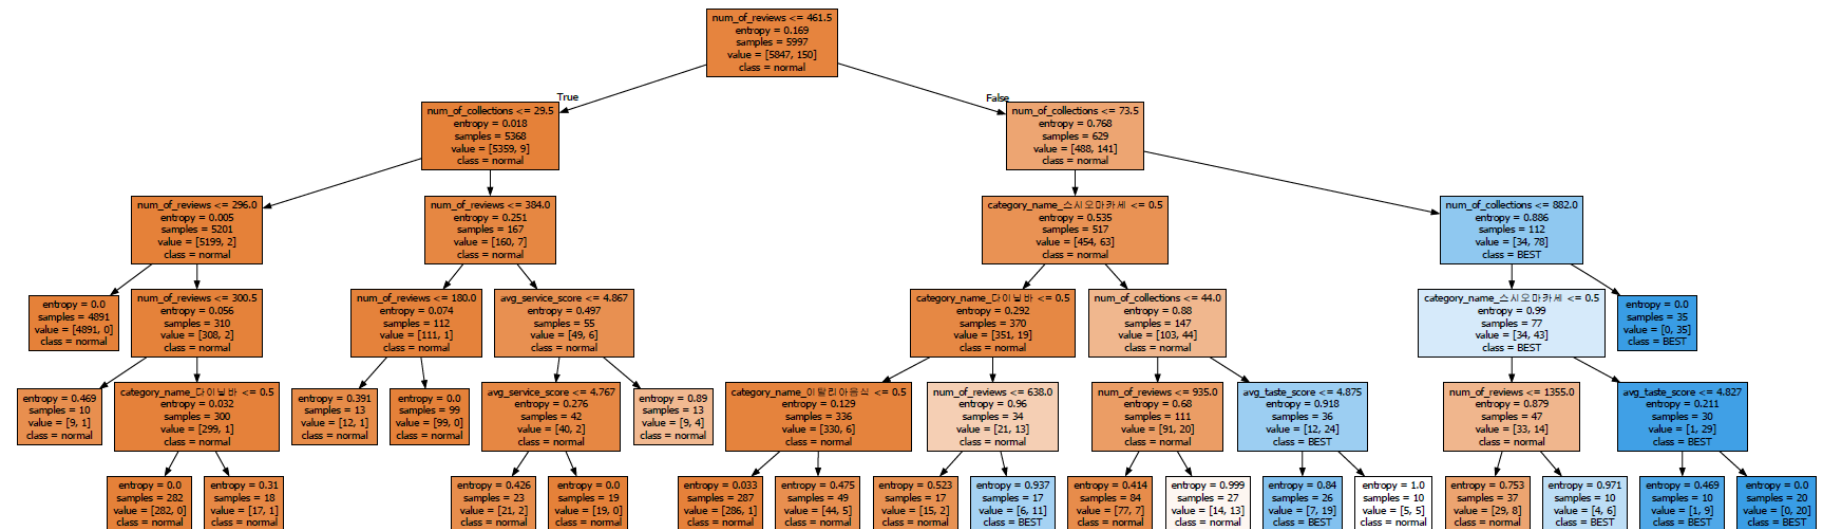 num_of_reviews <= 461.5
entropy = 0.169
samples = 5997
value = [5847, 150]
class = normal
True
False
num_of_collections <= 29.5
entropy = 0.018
samples = 5368
value = [5359, 9]
class = normal
num_of_collections <= 73.5
entropy = 0.768
samples = 629
value = [488, 141]
class = normal
num_of_reviews <= 296.0
entropy = 0.005
samples = 5201
value = [5199, 2]
class = normal
num_of_reviews <= 384.0
entropy = 0.251
samples = 167
value = [160, 7]
class = normal
category_name_스시오마카세 <= 0.5
entropy = 0.535
samples = 517
value = [454, 63]
class = normal
num_of_collections <= 882.0
entropy = 0.886
samples = 112
value = [34, 78]
class = BEST
entropy = 0.0
samples = 4891
value = [4891, 0]
class = normal
num_of_reviews <= 300.5
entropy = 0.056
samples = 310
value = [308, 2]
class = normal
num_of_reviews <= 180.0
entropy = 0.074
samples = 112
value = [111, 1]
class = normal
avg_service_score <= 4.867
entropy = 0.497
samples = 55
value = [49, 6]
class = normal
category_name_다이닝바 <= 0.5
entropy = 0.292
samples = 370
value = [351, 19]
class = normal
num_of_collections <= 44.0
entropy = 0.88
samples = 147
value = [103, 44]
class = normal
category_name_스시오마카세 <= 0.5
entropy = 0.99
samples = 77
value = [34, 43]
class = BEST
entropy = 0.0
samples = 35
value = [0, 35]
class = BEST
entropy = 0.469
samples = 10
value = [9, 1]
class = normal
category_name_다이닝바 <= 0.5
entropy = 0.032
samples = 300
value = [299, 1]
class = normal
entropy = 0.391
samples = 13
value = [12, 1]
class = normal
entropy = 0.0
samples = 99
value = [99, 0]
class = normal
avg_service_score <= 4.767
entropy = 0.276
samples = 42
value = [40, 2]
class = normal
entropy = 0.89
samples = 13
value = [9, 4]
class = normal
category_name_이탈리아음식 <= 0.5
entropy = 0.129
samples = 336
value = [330, 6]
class = normal
num_of_reviews <= 638.0
entropy = 0.96
samples = 34
value = [21, 13]
class = normal
num_of_reviews <= 935.0
entropy = 0.68
samples = 111
value = [91, 20]
class = normal
avg_taste_score <= 4.875
entropy = 0.918
samples = 36
value = [12, 24]
class = BEST
num_of_reviews <= 1355.0
entropy = 0.879
samples = 47
value = [33, 14]
class = normal
avg_taste_score <= 4.827
entropy = 0.211
samples = 30
value = [1, 29]
class = BEST
entropy = 0.0
samples = 282
value = [282, 0]
class = normal
entropy = 0.31
samples = 18
value = [17, 1]
class = normal
entropy = 0.426
samples = 23
value = [21, 2]
class = normal
entropy = 0.0
samples = 19
value = [19, 0]
class = normal
entropy = 0.033
samples = 287
value = [286, 1]
class = normal
entropy = 0.475
samples = 49
value = [44, 5]
class = normal
entropy = 0.523
samples = 17
value = [15, 2]
class = normal
entropy = 0.937
samples = 17
value = [6, 11]
class = BEST
entropy = 0.414
samples = 84
value = [77, 7]
class = normal
entropy = 0.999
samples = 27
value = [14, 13]
class = normal
entropy = 0.84
samples = 26
value = [7, 19]
class = BEST
entropy = 1.0
samples = 10
value = [5, 5]
class = normal
entropy = 0.753
samples = 37
value = [29, 8]
class = normal
entropy = 0.971
samples = 10
value = [4, 6]
class = BEST
entropy = 0.469
samples = 10
value = [1, 9]
class = BEST
entropy = 0.0
samples = 20
value = [0, 20]
class = BEST